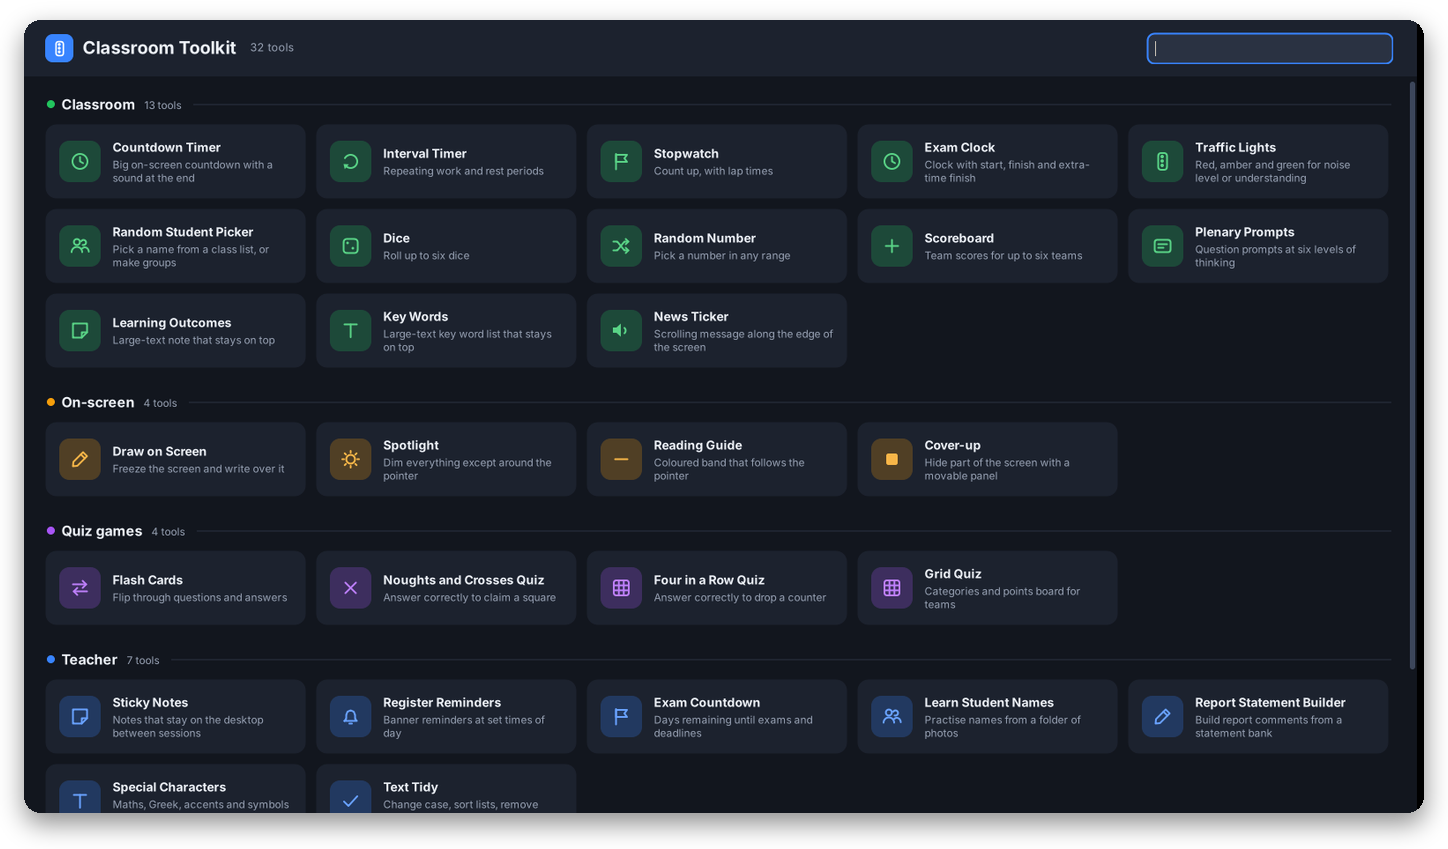 Classroom Toolkit 32 tools
Classroom 13 tools
Countdown Timer
Big on-screen countdown with a
sound at the end
Interval Timer
Repeating work and rest periods
Stopwatch
Count up, with lap times
Exam Clock
Clock with start, finish and extra-
time finish
Traffic Lights
Red, amber and green for noise
level or understanding
Random Student Picker
Pick a name from a class list, or
make groups
Dice
Roll up to six dice
Random Number
Pick a number in any range
Scoreboard
Team scores for up to six teams
Plenary Prompts
Question prompts at six levels of
thinking
Learning Outcomes
Large-text note that stays on top
Key Words
Large-text key word list that stays
on top
News Ticker
Scrolling message along the edge of
the screen
On-screen 4 tools
Draw on Screen
Freeze the screen and write over it
Spotlight
Dim everything except around the
pointer
Reading Guide
Coloured band that follows the
pointer
Cover-up
Hide part of the screen with a
movable panel
Quiz games 4 tools
Flash Cards
Flip through questions and answers
Noughts and Crosses Quiz
Answer correctly to claim a square
Four in a Row Quiz
Answer correctly to drop a counter
Grid Quiz
Categories and points board for
teams
Teacher 7 tools
Sticky Notes
Notes that stay on the desktop
between sessions
Register Reminders
Banner reminders at set times of
day
Exam Countdown
Days remaining until exams and
deadlines
Learn Student Names
Practise names from a folder of
photos
Report Statement Builder
Build report comments from a
statement bank
Special Characters
Maths, Greek, accents and symbols
Text Tidy
Change case, sort lists, remove